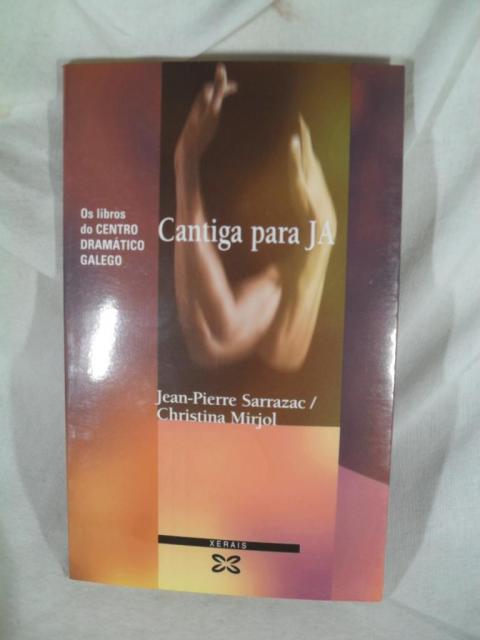 Os libros
do CENTRO
DRAMÁTICO
GALEGO
Cantiga para JA
Jean-Pierre Sarrazac /
Christina Mirjol
XERAIS